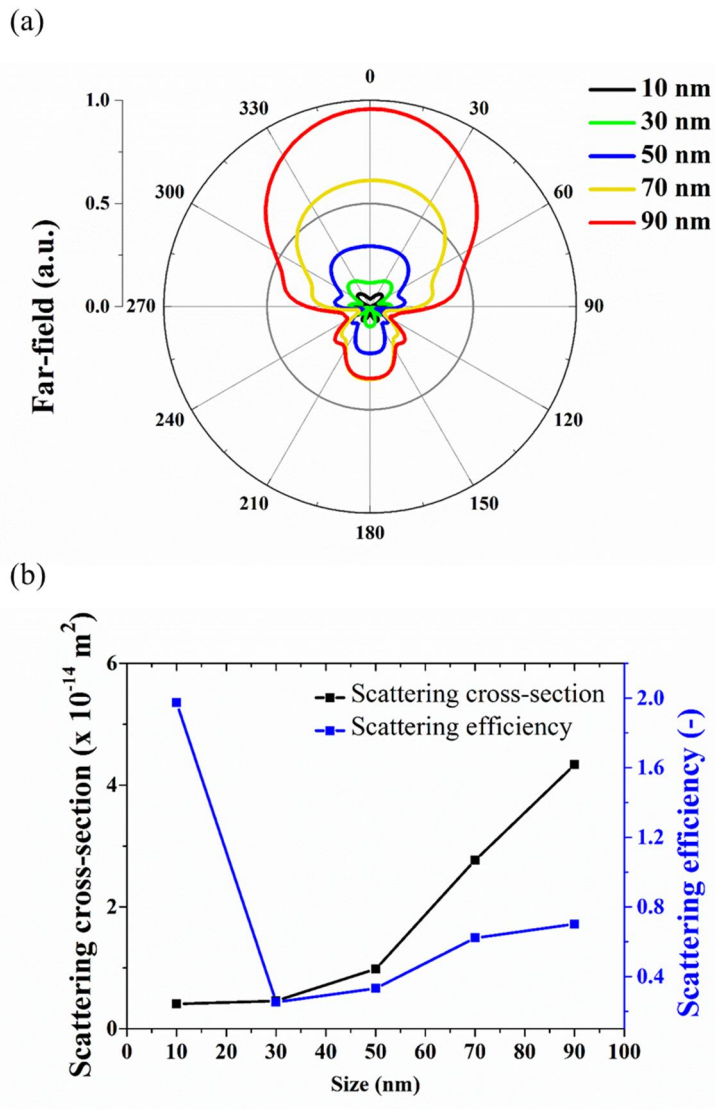 (a)
0
330
30
300
60
270
90
240
120
210
150
180
1.0
0.5
0.0
Far-field (a.u.)
10 nm
30 nm
50 nm
70 nm
90 nm
(b)
Scattering cross-section
Scattering efficiency
Scattering cross-section (x 10⁻¹⁴ m²)
6
4
2
0
Scattering efficiency (-)
2.0
1.6
1.2
0.8
0.4
0 10 20 30 40 50 60 70 80 90 100
Size (nm)